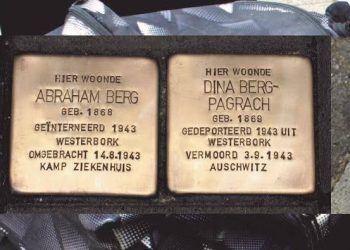 HIER WOONDE
ABRAHAM BERG
GEB. 1868
GEÏNTERNEERD 1943
WESTERBORK
OMGEBRACHT 14.8.1943
KAMP ZIEKENHUIS
HIER WOONDE
DINA BERG-
PAGRACH
GEB. 1869
GEDEPORTEERD 1943 UIT
WESTERBORK
VERMOORD 3.9.1943
AUSCHWITZ